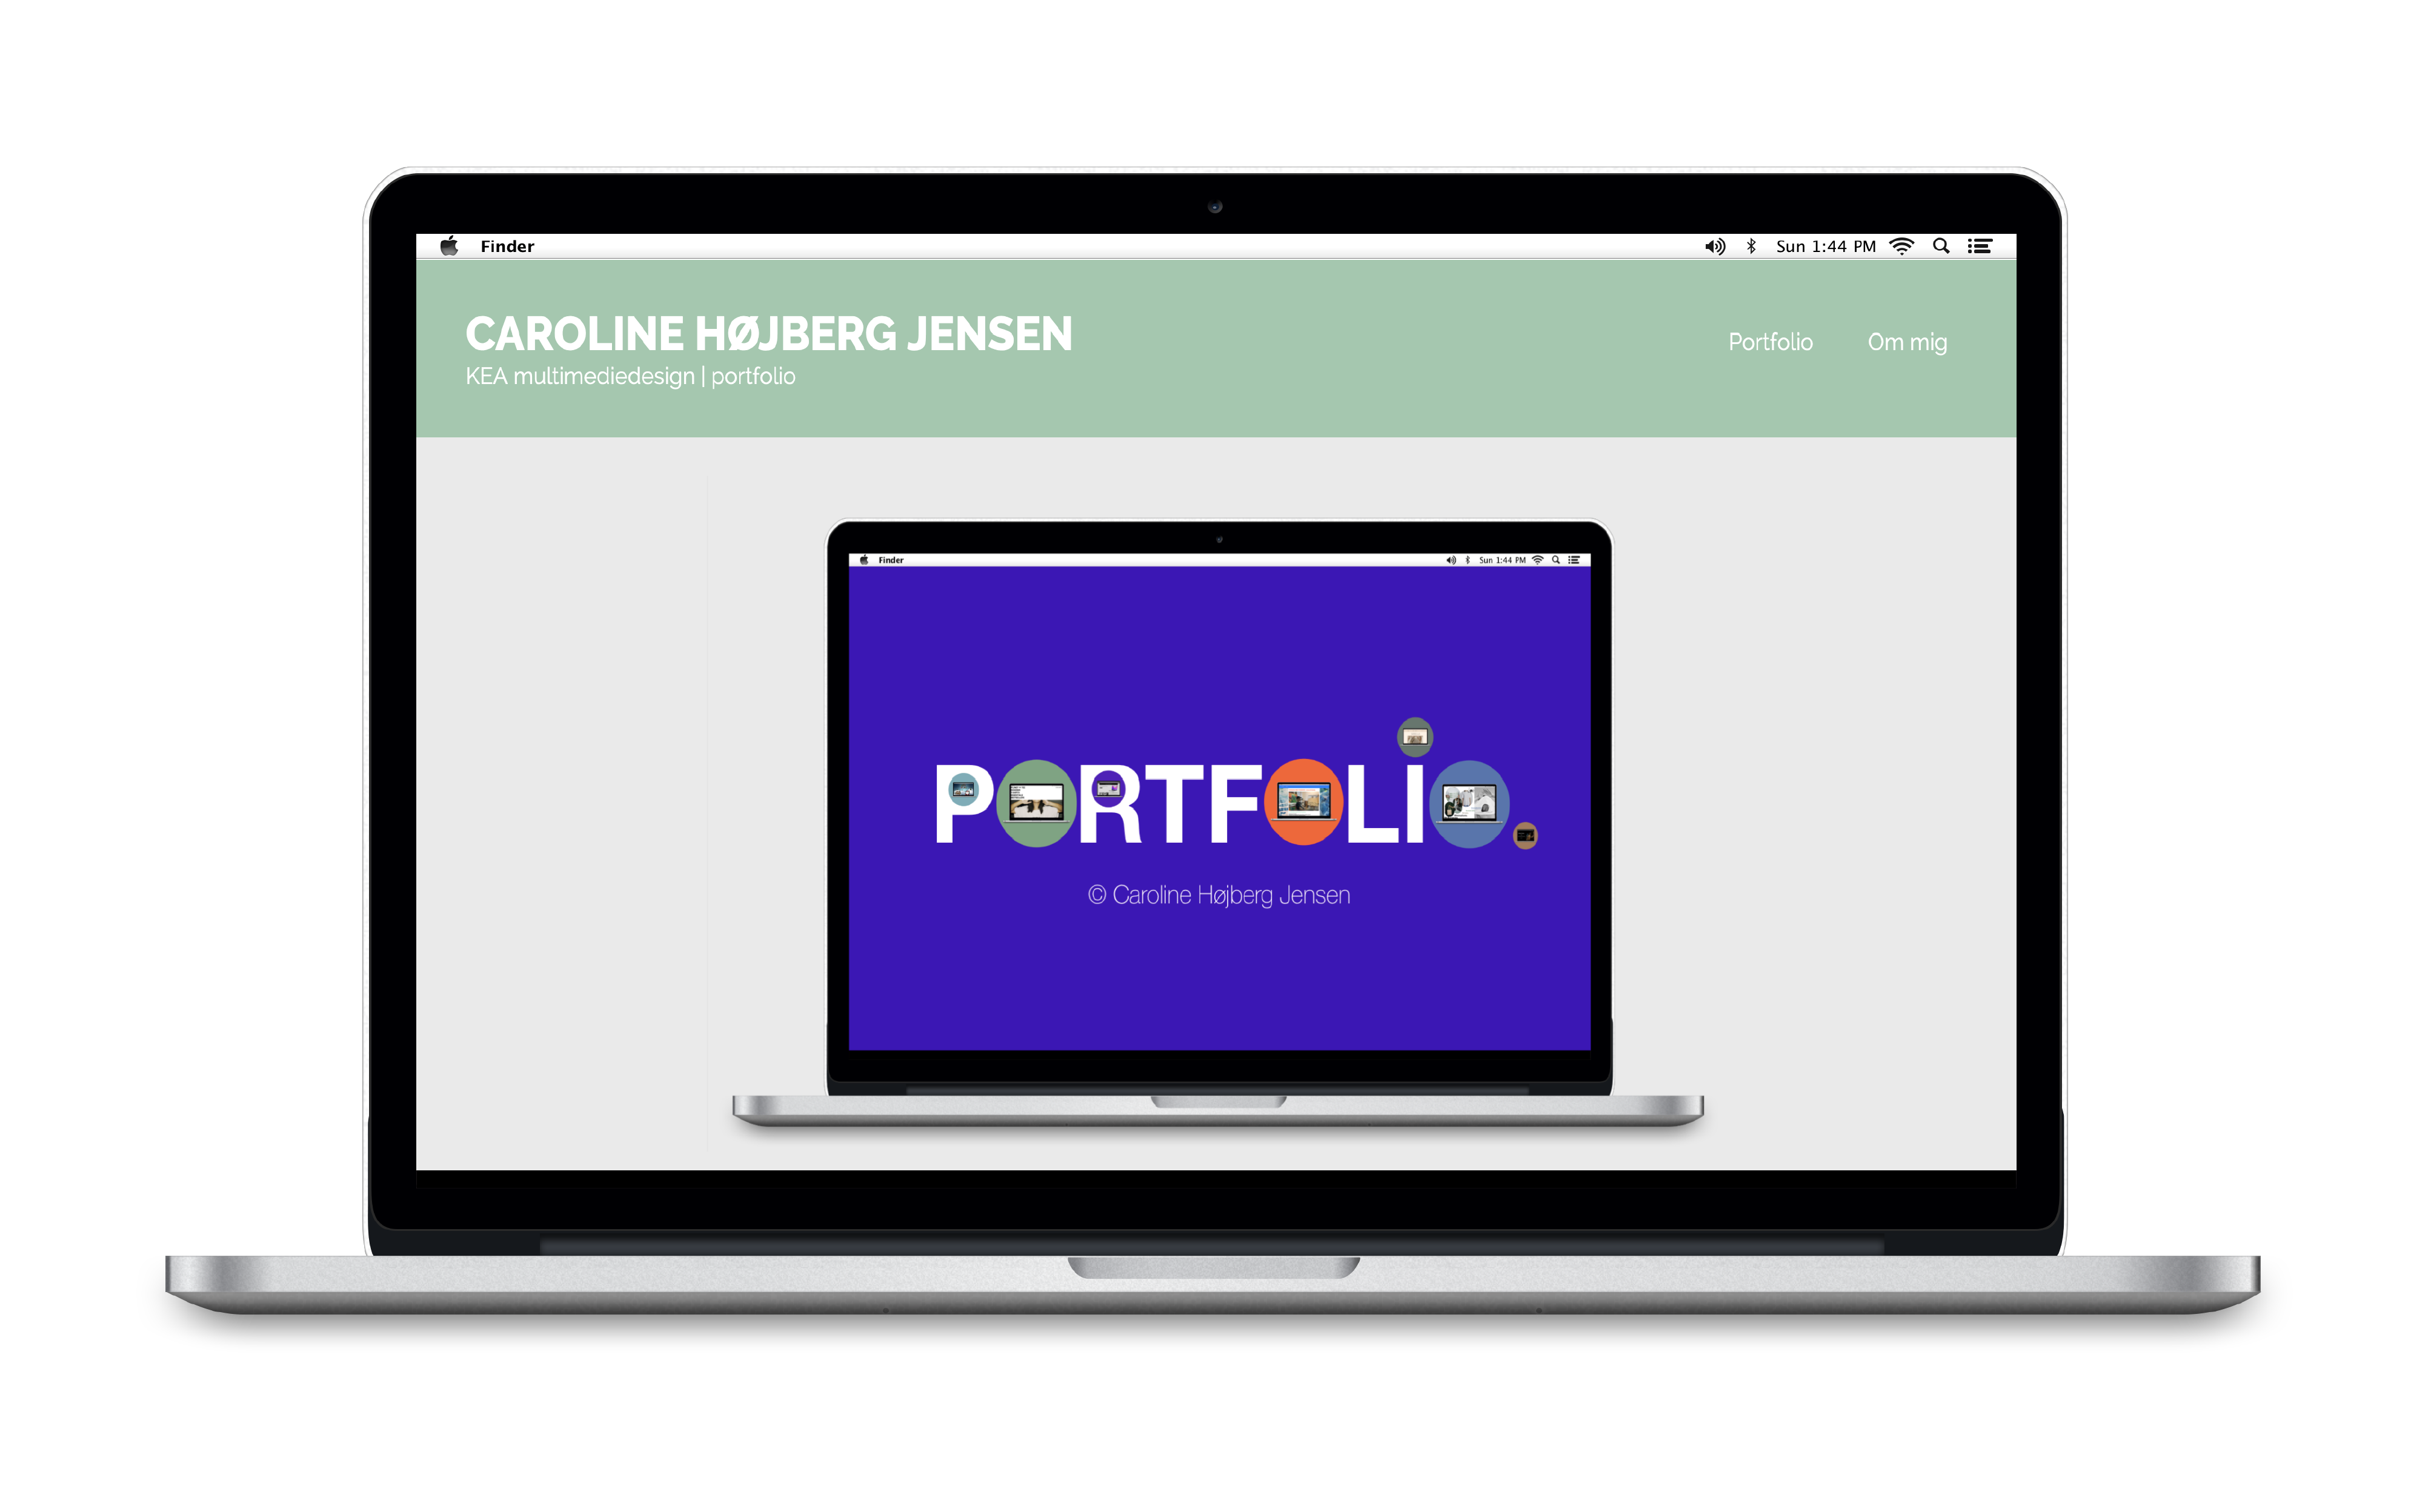 Finder
Sun 1:44 PM
CAROLINE HØJBERG JENSEN
KEA multimediedesign | portfolio
Portfolio
Om mig
Finder
Sun 1:44 PM
PORTFOLIO.
© Caroline Højberg Jensen